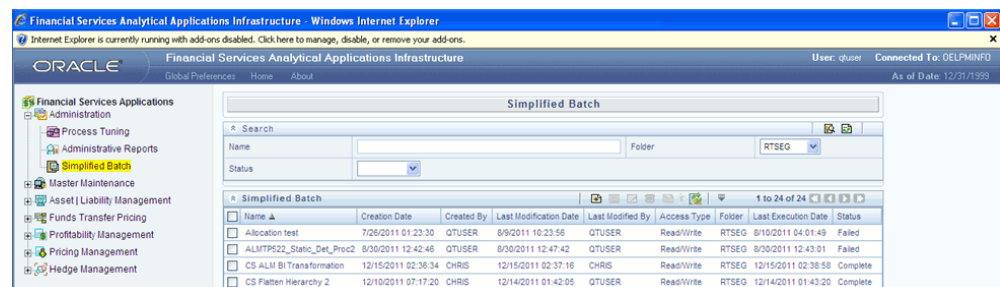 Financial Services Analytical Applications Infrastructure - Windows Internet Explorer
Internet Explorer is currently running with add-ons disabled. Click here to manage, disable, or remove your add-ons.
ORACLE
Financial Services Analytical Applications Infrastructure
User: qtuser Connected To: OELPMINFO
Global Preferences Home About
As of Date: 12/31/1999
Financial Services Applications
Administration
Process Tuning
Administrative Reports
Simplified Batch
Master Maintenance
Asset | Liability Management
Funds Transfer Pricing
Profitability Management
Pricing Management
Hedge Management
Simplified Batch
Search
Name Folder RTSEG
Status
Simplified Batch 1 to 24 of 24
Name Creation Date Created By Last Modification Date Last Modified By Access Type Folder Last Execution Date Status
Allocation test 7/26/2011 01:23:30 QTUSER 8/9/2011 10:23:56 QTUSER Read/Write RTSEG 8/10/2011 04:01:49 Failed
ALMTP522_Static_Det_Proc2 8/30/2011 12:42:46 QTUSER 8/30/2011 12:47:42 QTUSER Read/Write RTSEG 8/30/2011 12:43:01 Failed
CS ALM BI Transformation 12/15/2011 02:36:34 CHRIS 12/15/2011 02:37:16 CHRIS Read/Write RTSEG 12/15/2011 02:38:58 Complete
CS Flatten Hierarchy 2 12/10/2011 07:17:20 CHRIS 12/14/2011 01:42:05 QTUSER Read/Write RTSEG 12/14/2011 01:43:20 Complete